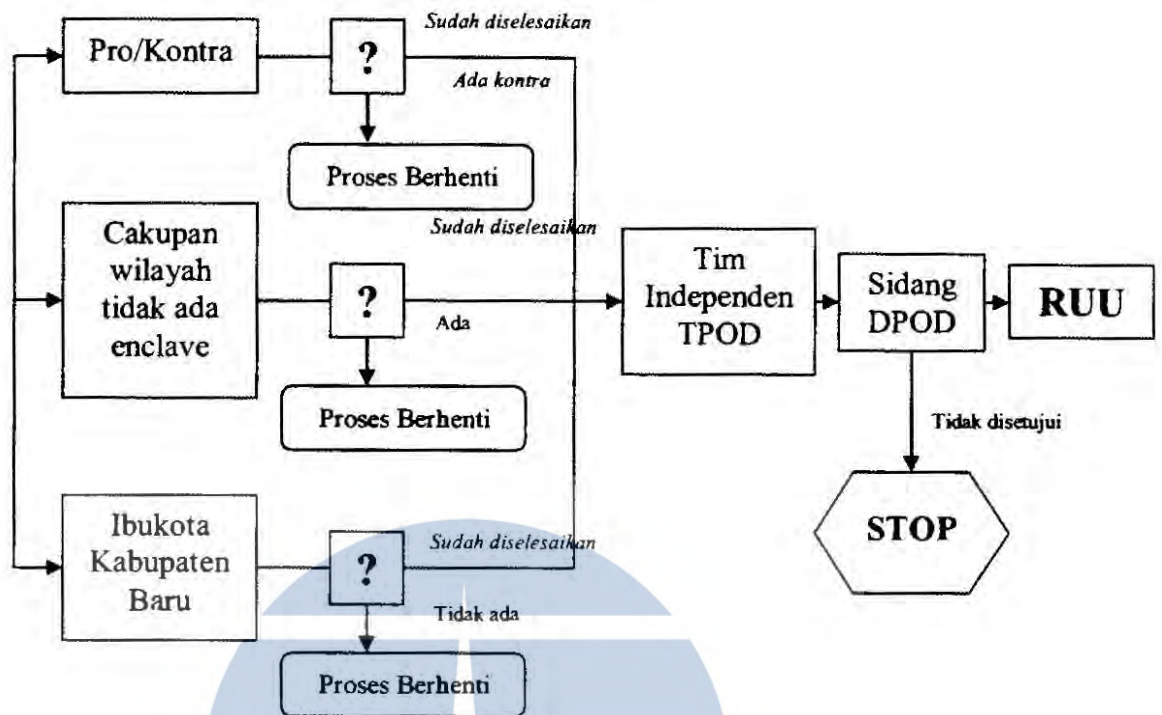 Sudah diselesaikan
Pro/Kontra
?
Ada kontra
Proses Berhenti
Sudah diselesaikan
Cakupan
wilayah
tidak ada
enclave
?
Ada
Proses Berhenti
Tim
Independen
TPOD
Sidang
DPOD
RUU
Tidak disetujui
STOP
Ibukota
Kabupaten
Baru
?
Sudah diselesaikan
Tidak ada
Proses Berhenti